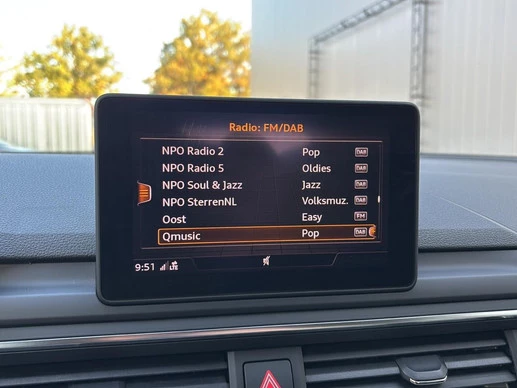 Radio: FM/DAB
NPO Radio 2 Pop DAB
NPO Radio 5 Oldies DAB
NPO Soul & Jazz Jazz DAB
NPO SterrenNL Volksmuz. DAB
Oost Easy FM
Qmusic Pop DAB
9:51 LTE